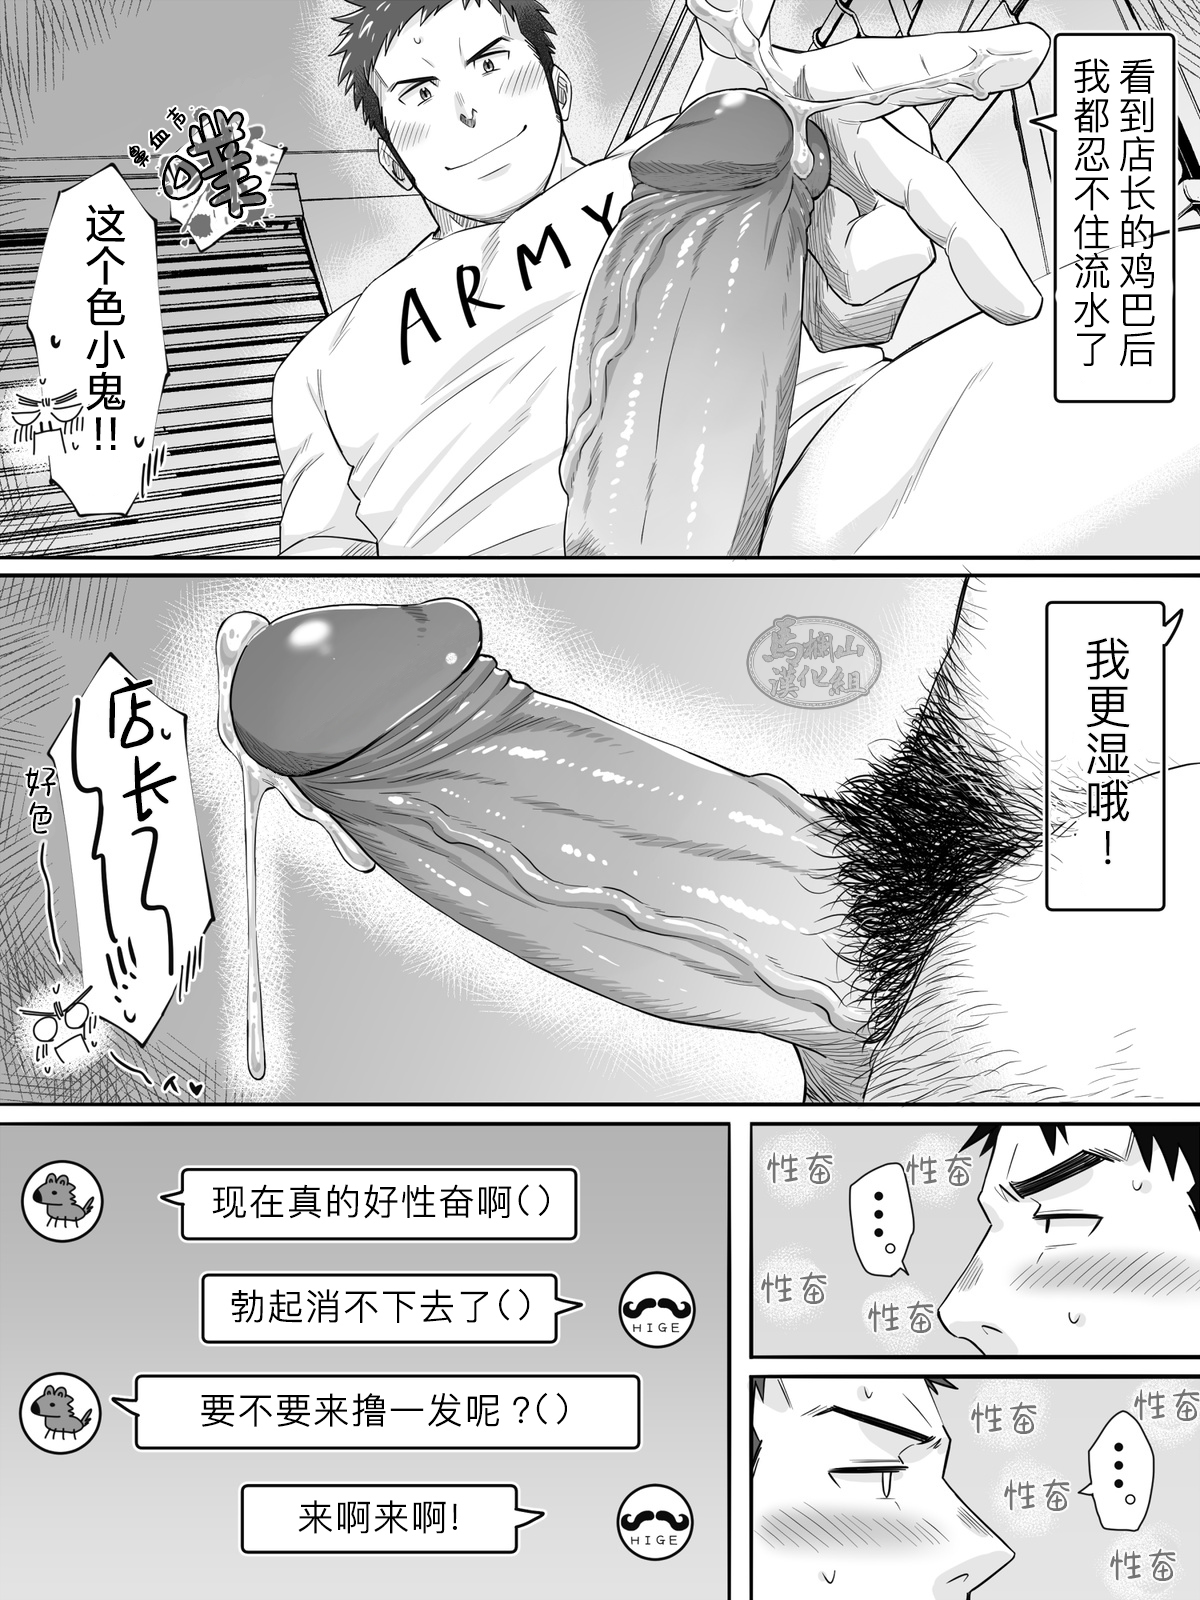 看到店长的鸡巴后
我都忍不住流水了
ARMY
鼻血声
噗
这个色小鬼!!
我更湿哦！
馬樹山
漢化組
店长
好色
性奋
性奋
性奋
性奋
现在真的好性奋啊()
勃起消不下去了()
HIGE
要不要来撸一发呢?()
来啊来啊!
HIGE
性奋
性奋
性奋
性奋